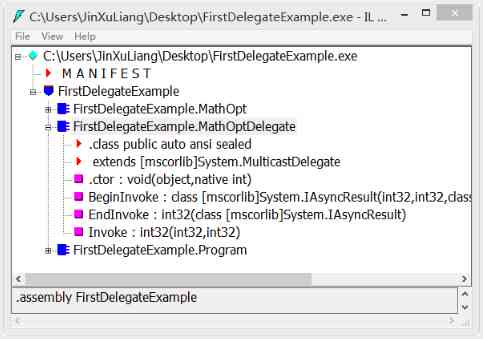 C:\Users\JinXuLiang\Desktop\FirstDelegateExample.exe - IL
File View Help
C:\Users\JinXuLiang\Desktop\FirstDelegateExample.exe
M A N I F E S T
FirstDelegateExample
FirstDelegateExample.MathOpt
FirstDelegateExample.MathOptDelegate
.class public auto ansi sealed
extends [mscorlib]System.MulticastDelegate
.ctor : void(object,native int)
BeginInvoke : class [mscorlib]System.IAsyncResult(int32,int32,class
EndInvoke : int32(class [mscorlib]System.IAsyncResult)
Invoke : int32(int32,int32)
FirstDelegateExample.Program
.assembly FirstDelegateExample